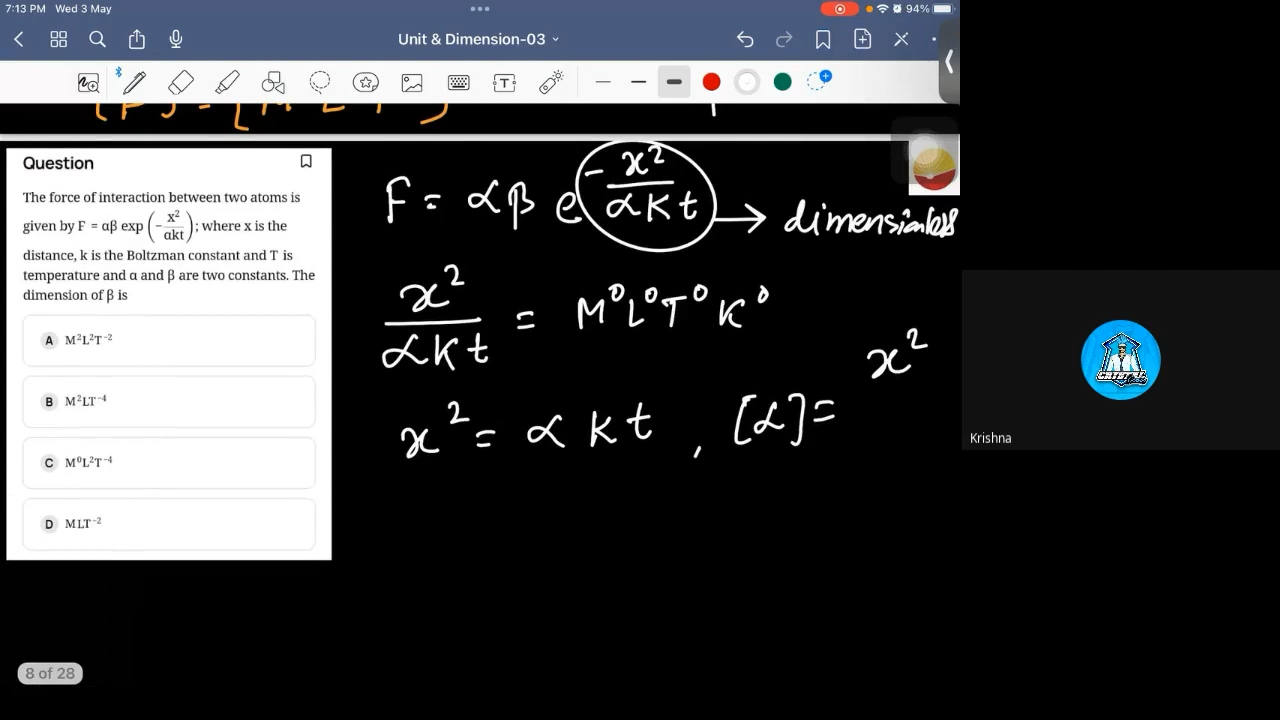 7:13 PM Wed 3 May
94%
Unit & Dimension-03
Question
The force of interaction between two atoms is
given by F = αβ exp (-x²/αkt); where x is the
distance, k is the Boltzman constant and T is
temperature and α and β are two constants. The
dimension of β is
A M²L²T⁻²
B M²LT⁻⁴
C M⁰L²T⁻⁴
D MLT⁻²
F = αβ e^(-x²/αKt) → dimensionless
x²/αKt = M⁰L⁰T⁰K⁰
x²
x² = αKt, [α] =
Krishna
8 of 28